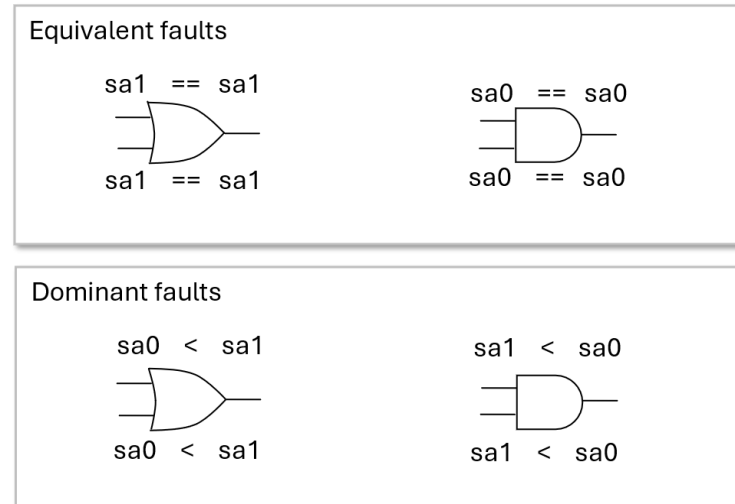 Equivalent faults
sa1 == sa1
sa0 == sa0
sa1 == sa1
sa0 == sa0
Dominant faults
sa0 < sa1
sa1 < sa0
sa0 < sa1
sa1 < sa0